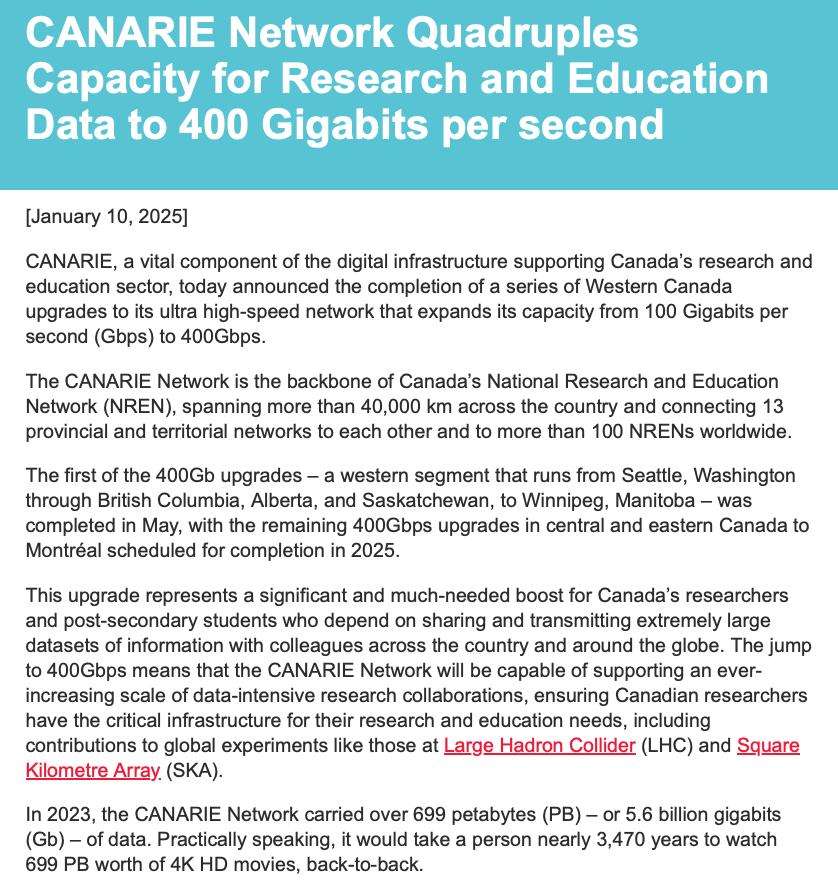 CANARIE Network Quadruples
Capacity for Research and Education
Data to 400 Gigabits per second
[January 10, 2025]
CANARIE, a vital component of the digital infrastructure supporting Canada’s research and
education sector, today announced the completion of a series of Western Canada
upgrades to its ultra high-speed network that expands its capacity from 100 Gigabits per
second (Gbps) to 400Gbps.
The CANARIE Network is the backbone of Canada’s National Research and Education
Network (NREN), spanning more than 40,000 km across the country and connecting 13
provincial and territorial networks to each other and to more than 100 NRENs worldwide.
The first of the 400Gb upgrades – a western segment that runs from Seattle, Washington
through British Columbia, Alberta, and Saskatchewan, to Winnipeg, Manitoba – was
completed in May, with the remaining 400Gbps upgrades in central and eastern Canada to
Montréal scheduled for completion in 2025.
This upgrade represents a significant and much-needed boost for Canada’s researchers
and post-secondary students who depend on sharing and transmitting extremely large
datasets of information with colleagues across the country and around the globe. The jump
to 400Gbps means that the CANARIE Network will be capable of supporting an ever-
increasing scale of data-intensive research collaborations, ensuring Canadian researchers
have the critical infrastructure for their research and education needs, including
contributions to global experiments like those at Large Hadron Collider (LHC) and Square
Kilometre Array (SKA).
In 2023, the CANARIE Network carried over 699 petabytes (PB) – or 5.6 billion gigabits
(Gb) – of data. Practically speaking, it would take a person nearly 3,470 years to watch
699 PB worth of 4K HD movies, back-to-back.